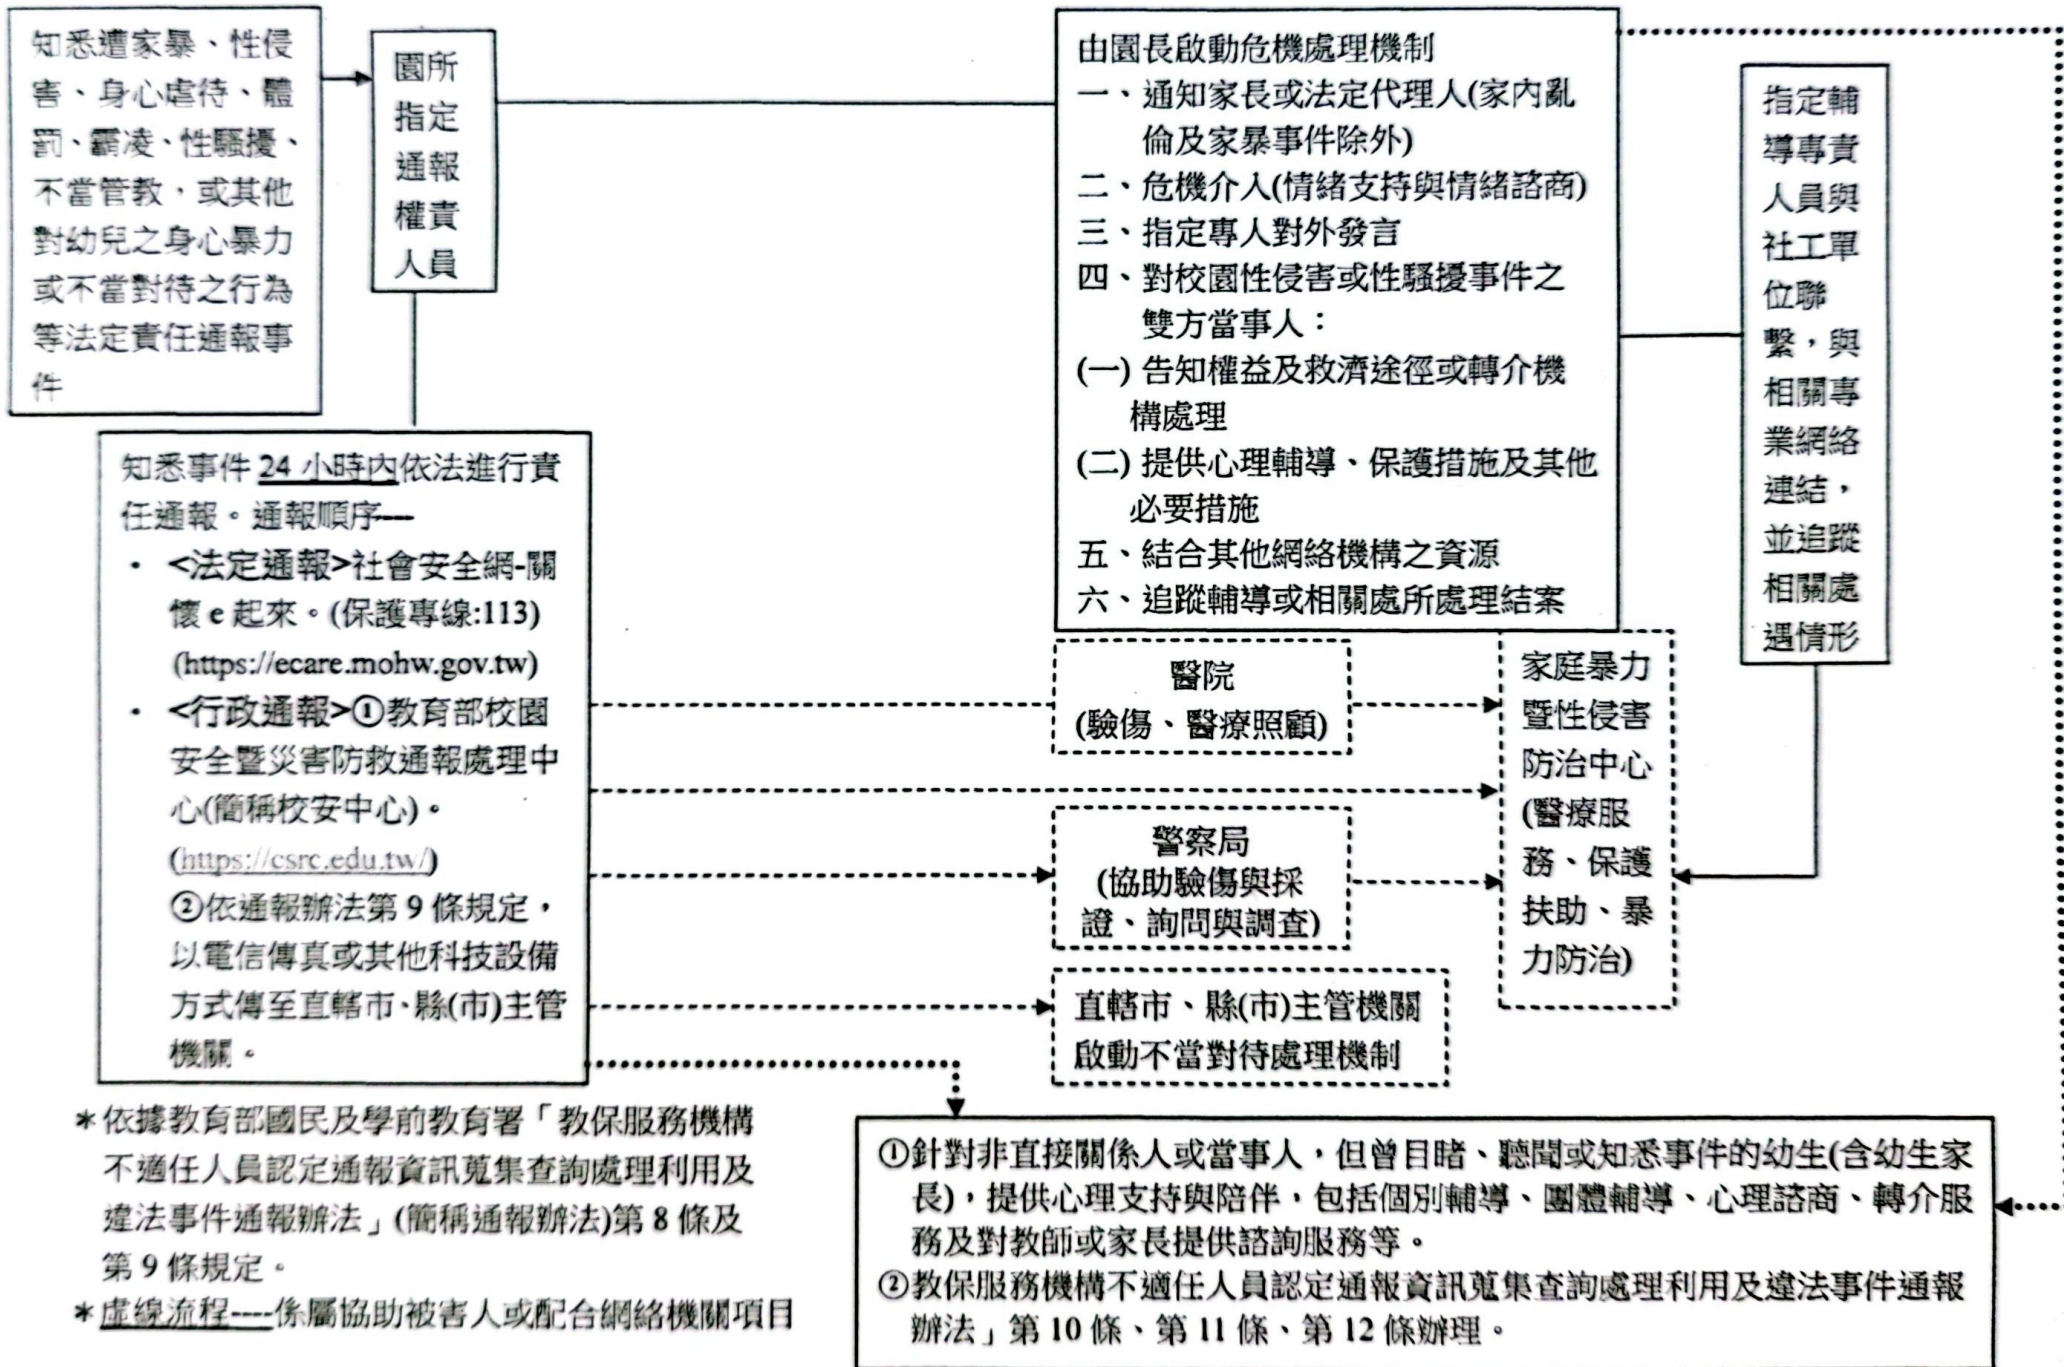 知悉遭家暴、性侵
害、身心虐待、體
罰、霸凌、性騷擾、
不當管教，或其他
對幼兒之身心暴力
或不當對待之行為
等法定責任通報事
件
園所
指定
通報
權責
人員
由園長啟動危機處理機制
一、通知家長或法定代理人(家內亂
倫及家暴事件除外)
二、危機介入(情緒支持與情緒諮商)
三、指定專人對外發言
四、對校園性侵害或性騷擾事件之
雙方當事人：
(一) 告知權益及救濟途徑或轉介機
構處理
(二) 提供心理輔導、保護措施及其他
必要措施
五、結合其他網絡機構之資源
六、追蹤輔導或相關處所處理結案
指定輔
導專責
人員與
社工單
位聯
繫，與
相關專
業網絡
連結，
並追蹤
相關處
遇情形
知悉事件 24 小時內依法進行責
任通報。通報順序----
• <法定通報>社會安全網-關
懷 e 起來。(保護專線:113)
(https://ecare.mohw.gov.tw)
• <行政通報>①教育部校園
安全暨災害防救通報處理中
心(簡稱校安中心)。
(https://csrc.edu.tw/)
②依通報辦法第 9 條規定，
以電信傳真或其他科技設備
方式傳至直轄市、縣(市)主管
機關。
醫院
(驗傷、醫療照顧)
警察局
(協助驗傷與採
證、詢問與調查)
直轄市、縣(市)主管機關
啟動不當對待處理機制
家庭暴力
暨性侵害
防治中心
(醫療服
務、保護
扶助、暴
力防治)
＊依據教育部國民及學前教育署「教保服務機構
不適任人員認定通報資訊蒐集查詢處理利用及
違法事件通報辦法」(簡稱通報辦法)第 8 條及
第 9 條規定。
＊虛線流程----係屬協助被害人或配合網絡機關項目
①針對非直接關係人或當事人，但曾目睹、聽聞或知悉事件的幼生(含幼生家
長)，提供心理支持與陪伴，包括個別輔導、團體輔導、心理諮商、轉介服
務及對教師或家長提供諮詢服務等。
②教保服務機構不適任人員認定通報資訊蒐集查詢處理利用及違法事件通報
辦法」第 10 條、第 11 條、第 12 條辦理。